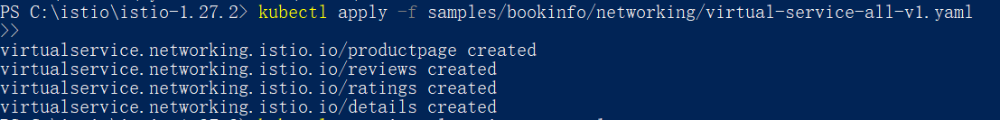 PS C:\istio\istio-1.27.2> kubectl apply -f samples/bookinfo/networking/virtual-service-all-v1.yaml
>>
virtualservice.networking.istio.io/productpage created
virtualservice.networking.istio.io/reviews created
virtualservice.networking.istio.io/ratings created
virtualservice.networking.istio.io/details created